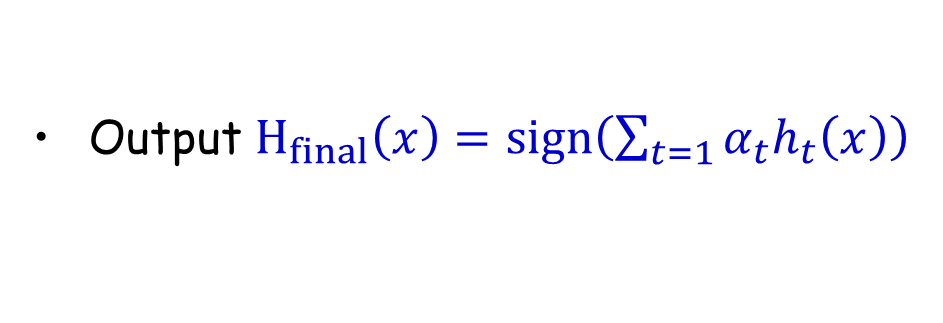 • Output H_final(x) = sign(∑_{t=1} α_t h_t(x))